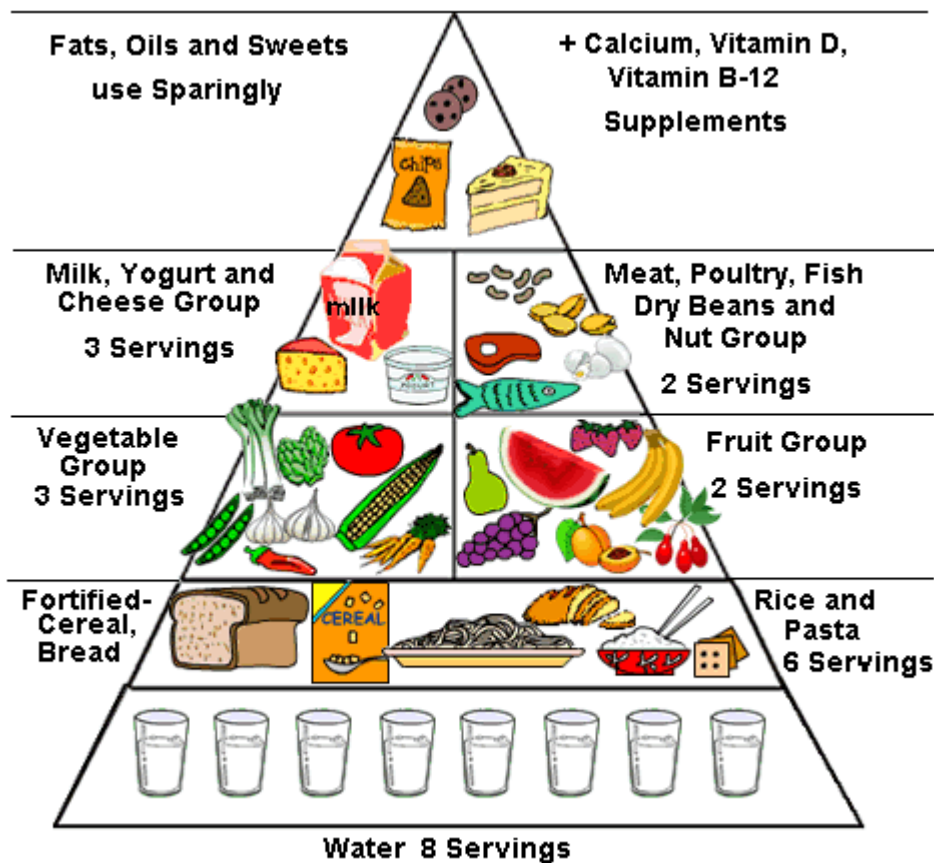 Fats, Oils and Sweets
use Sparingly
+ Calcium, Vitamin D,
Vitamin B-12
Supplements
chips
Milk, Yogurt and
Cheese Group
3 Servings
milk
YOGURT
Meat, Poultry, Fish
Dry Beans and
Nut Group
2 Servings
Vegetable
Group
3 Servings
Fruit Group
2 Servings
Fortified-
Cereal,
Bread
CEREAL
Rice and
Pasta
6 Servings
Water 8 Servings